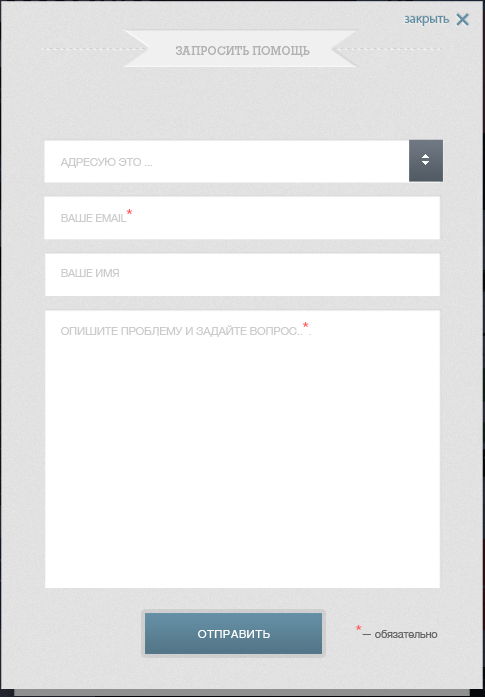 закрыть
ЗАПРОСИТЬ ПОМОЩЬ
АДРЕСУЮ ЭТО ...
ВАШЕ EMAIL*
ВАШЕ ИМЯ
ОПИШИТЕ ПРОБЛЕМУ И ЗАДАЙТЕ ВОПРОС..*.
ОТПРАВИТЬ
*— обязательно